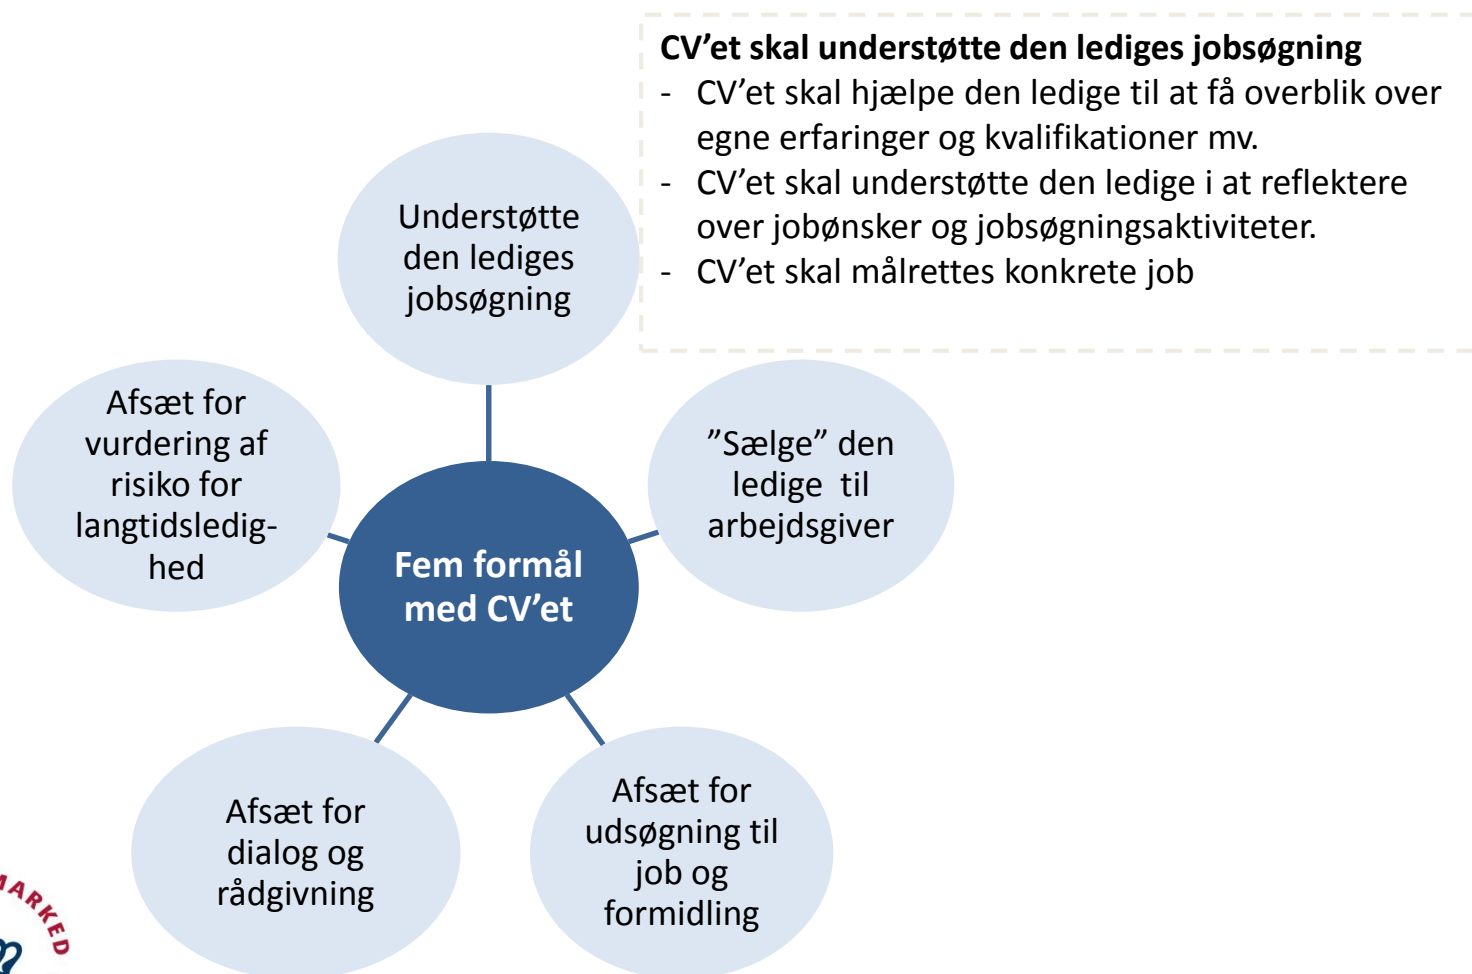 CV’et skal understøtte den lediges jobsøgning
- CV’et skal hjælpe den ledige til at få overblik over
egne erfaringer og kvalifikationer mv.
- CV’et skal understøtte den ledige i at reflektere
over jobønsker og jobsøgningsaktiviteter.
- CV’et skal målrettes konkrete job
Understøtte
den lediges
jobsøgning
Afsæt for
vurdering af
risiko for
langtidsledig-
hed
”Sælge” den
ledige til
arbejdsgiver
Fem formål
med CV’et
Afsæt for
dialog og
rådgivning
Afsæt for
udsøgning til
job og
formidling
MARKED